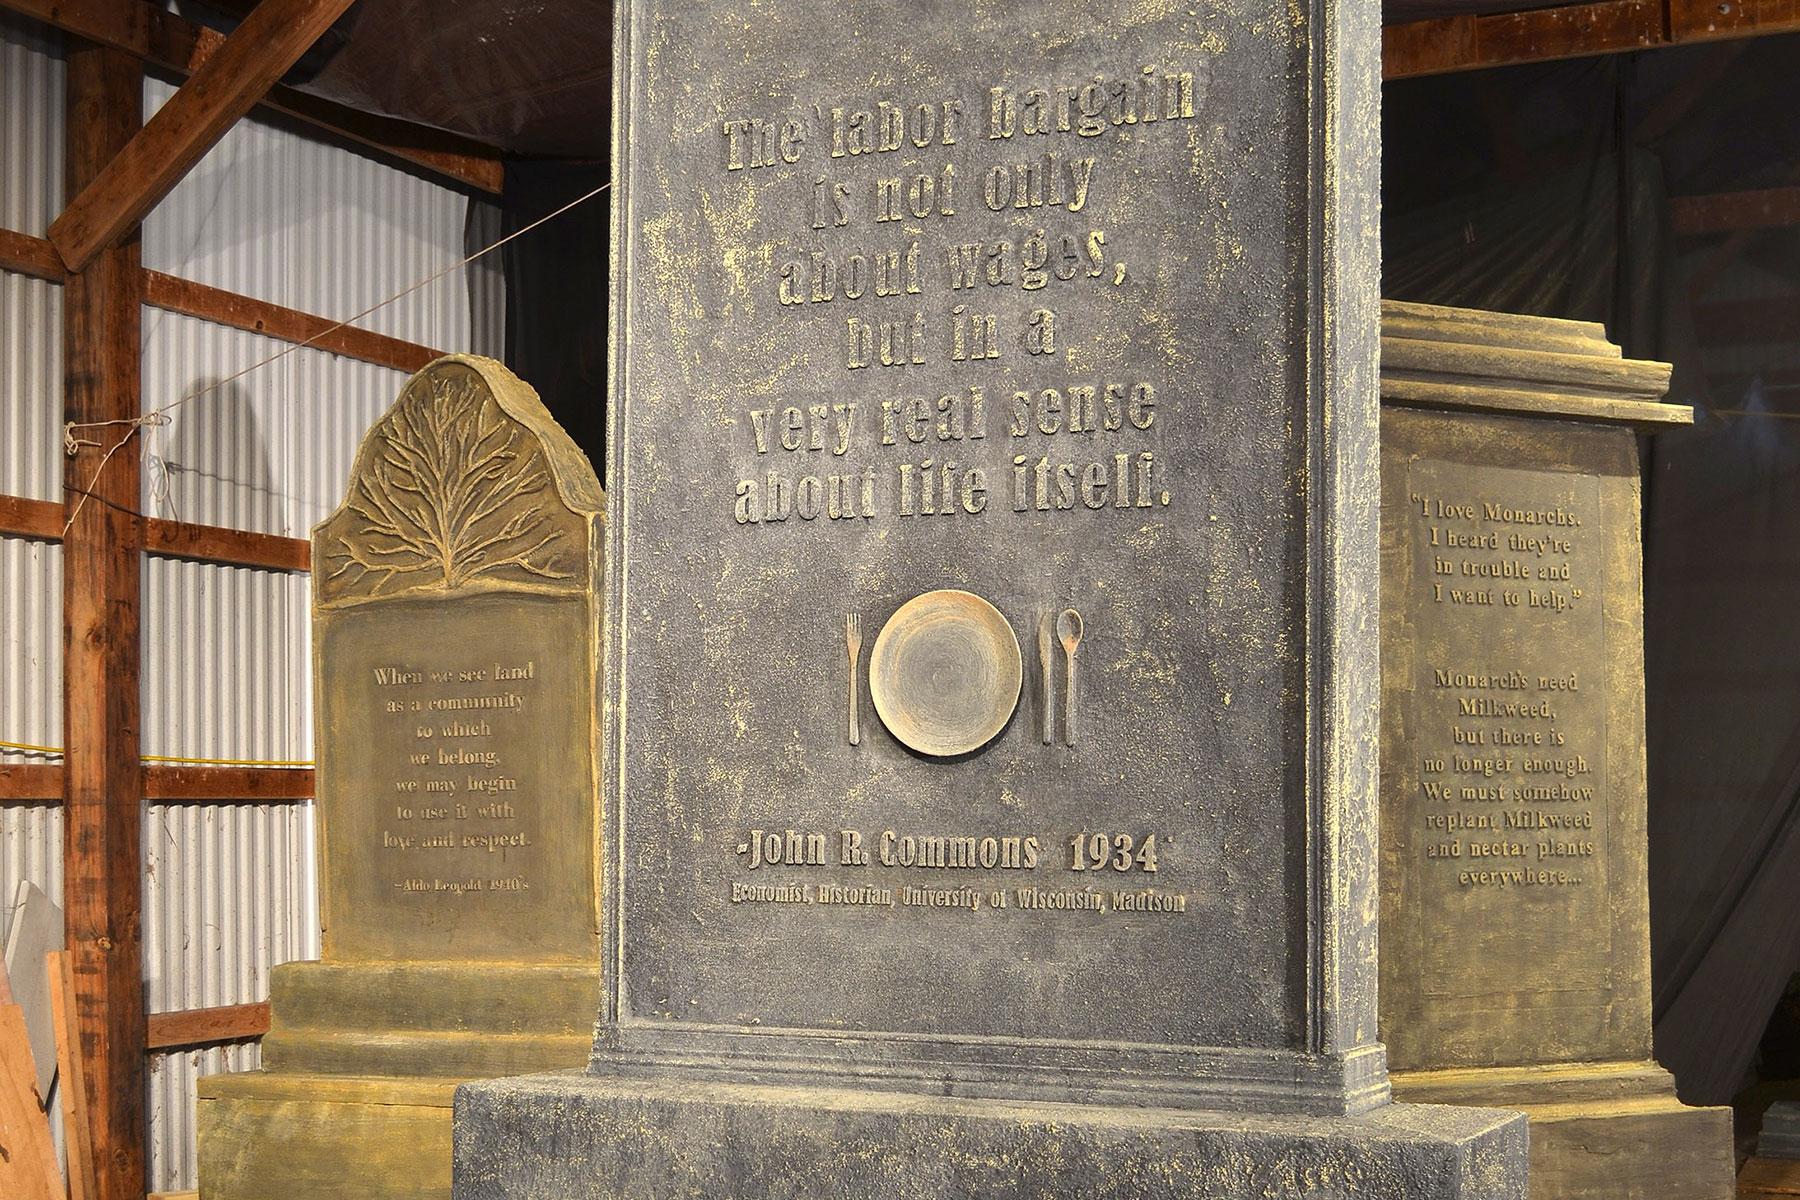 When we see land
as a community
to which
we belong,
we may begin
to use it with
love and respect.
-Aldo Leopold 1940's
The labor bargain
is not only
about wages,
but in a
very real sense
about life itself.
-John R. Commons 1934
Economist, Historian, University of Wisconsin, Madison
"I love Monarchs.
I heard they're
in trouble and
I want to help."
Monarch's need
Milkweed,
but there is
no longer enough.
We must somehow
replant Milkweed
and nectar plants
everywhere...